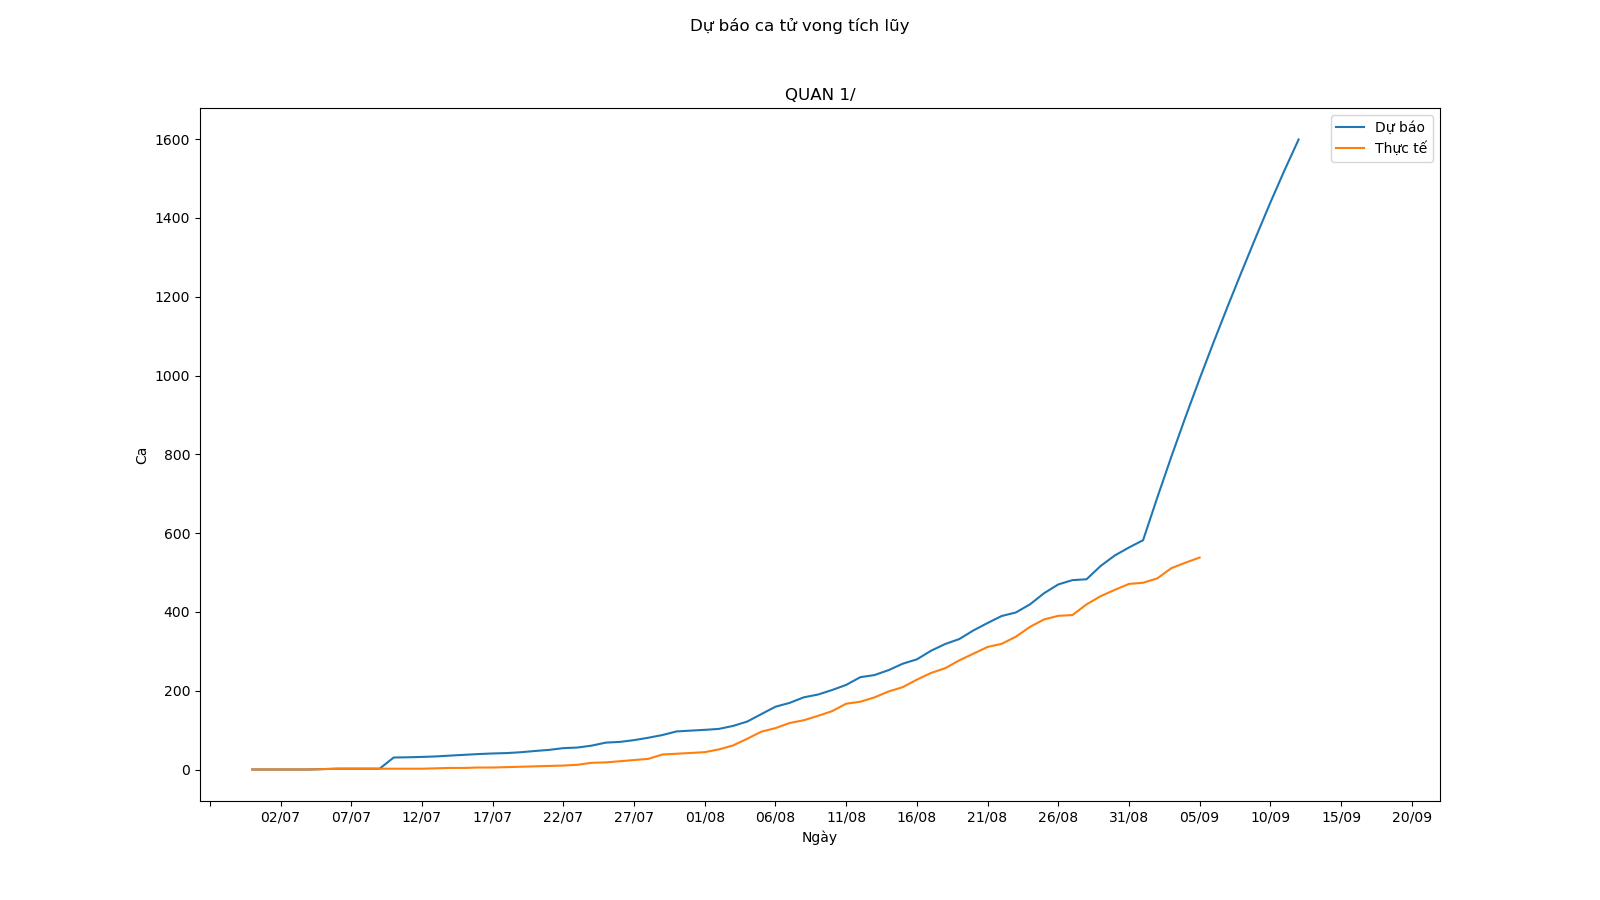 Dự báo ca tử vong tích lũy
QUAN 1/
Dự báo
Thực tế
1600
1400
1200
1000
800
600
400
200
0
Ca
02/07 07/07 12/07 17/07 22/07 27/07 01/08 06/08 11/08 16/08 21/08 26/08 31/08 05/09 10/09 15/09 20/09
Ngày